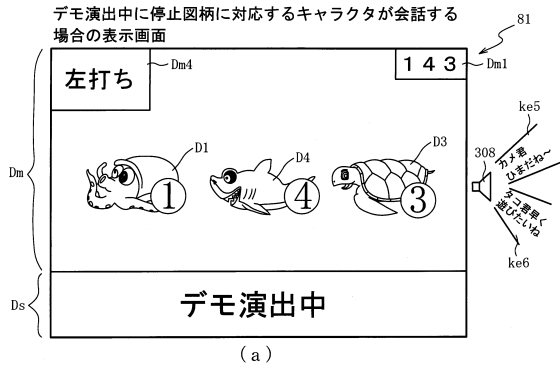 デモ演出中に停止図柄に対応するキャラクタが会話する
場合の表示画面
81
左打ち
Dm4
143
Dm1
ke5
308
カメ君
ひまだね～
タコ君早く
遊びたいね
ke6
Dm
D1
D4
D3
1
4
3
Ds
デモ演出中
(a)